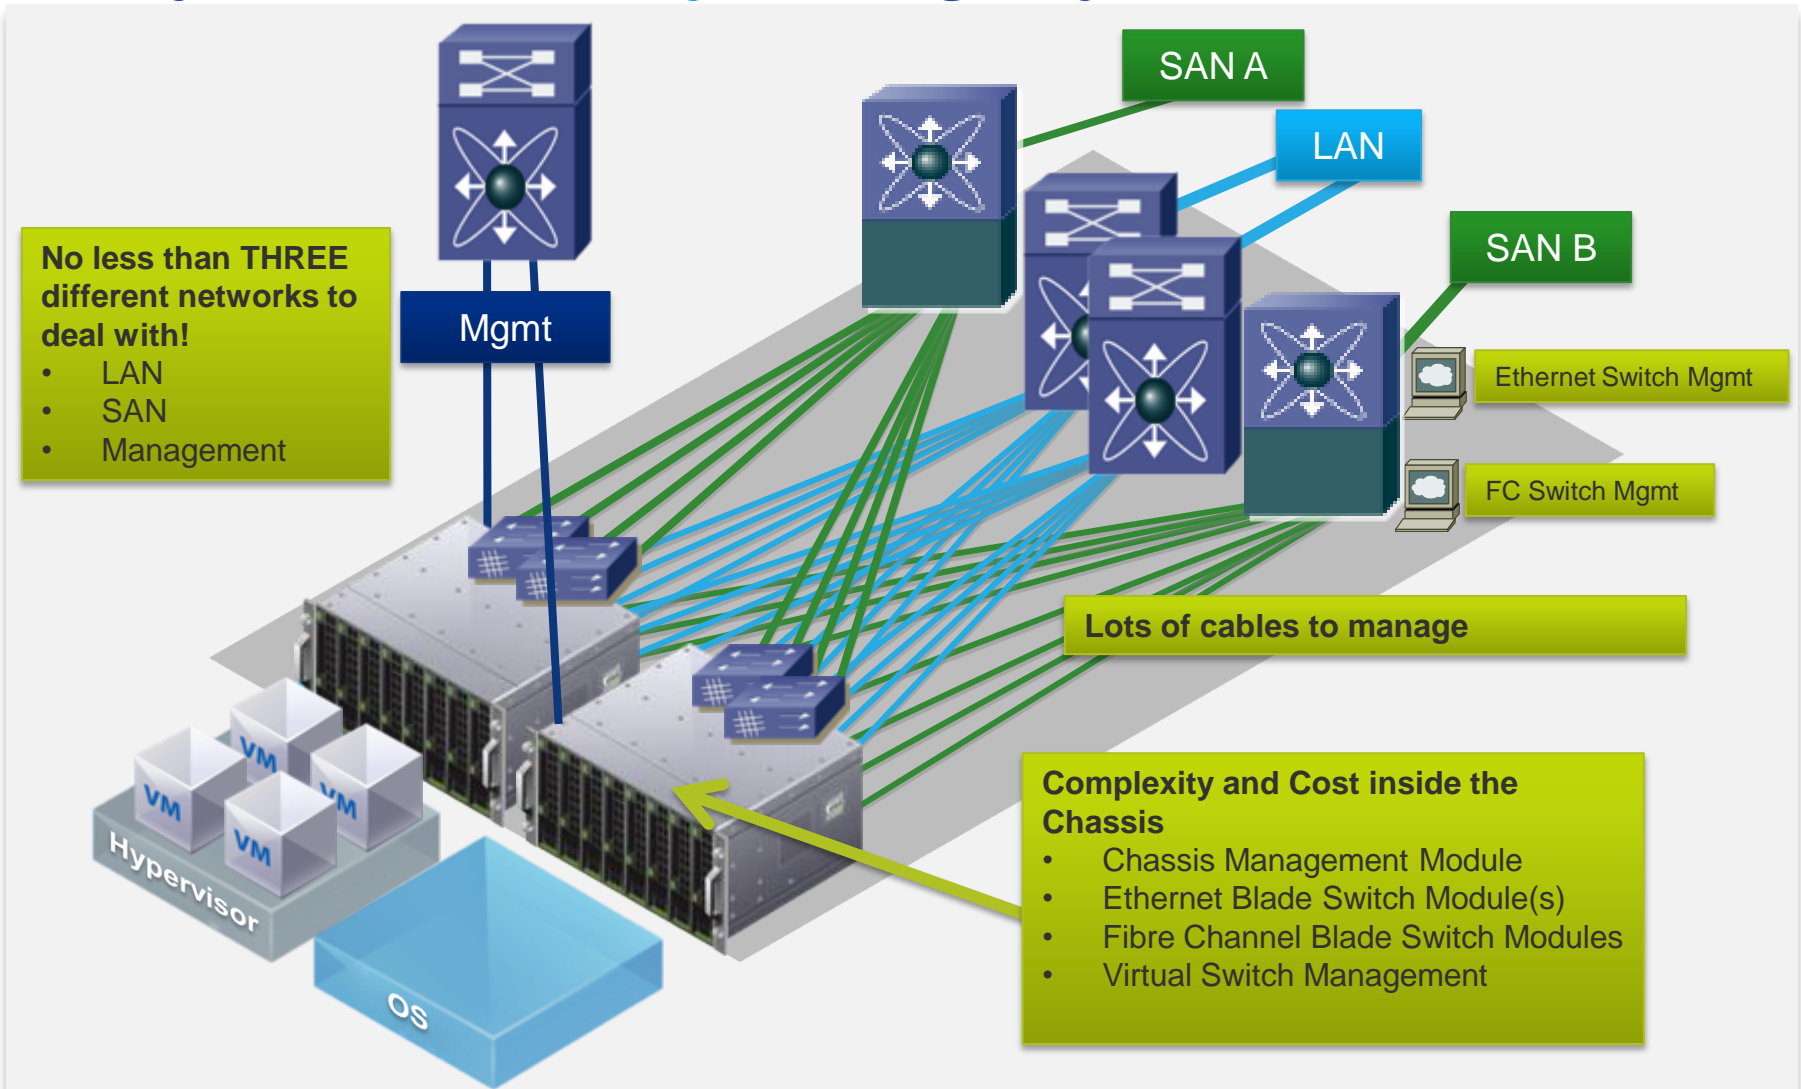 SAN A
LAN
SAN B
No less than THREE
different networks to
deal with!
• LAN
• SAN
• Management
Mgmt
Ethernet Switch Mgmt
FC Switch Mgmt
Lots of cables to manage
Complexity and Cost inside the
Chassis
• Chassis Management Module
• Ethernet Blade Switch Module(s)
• Fibre Channel Blade Switch Modules
• Virtual Switch Management
VM
VM
VM
VM
Hypervisor
OS